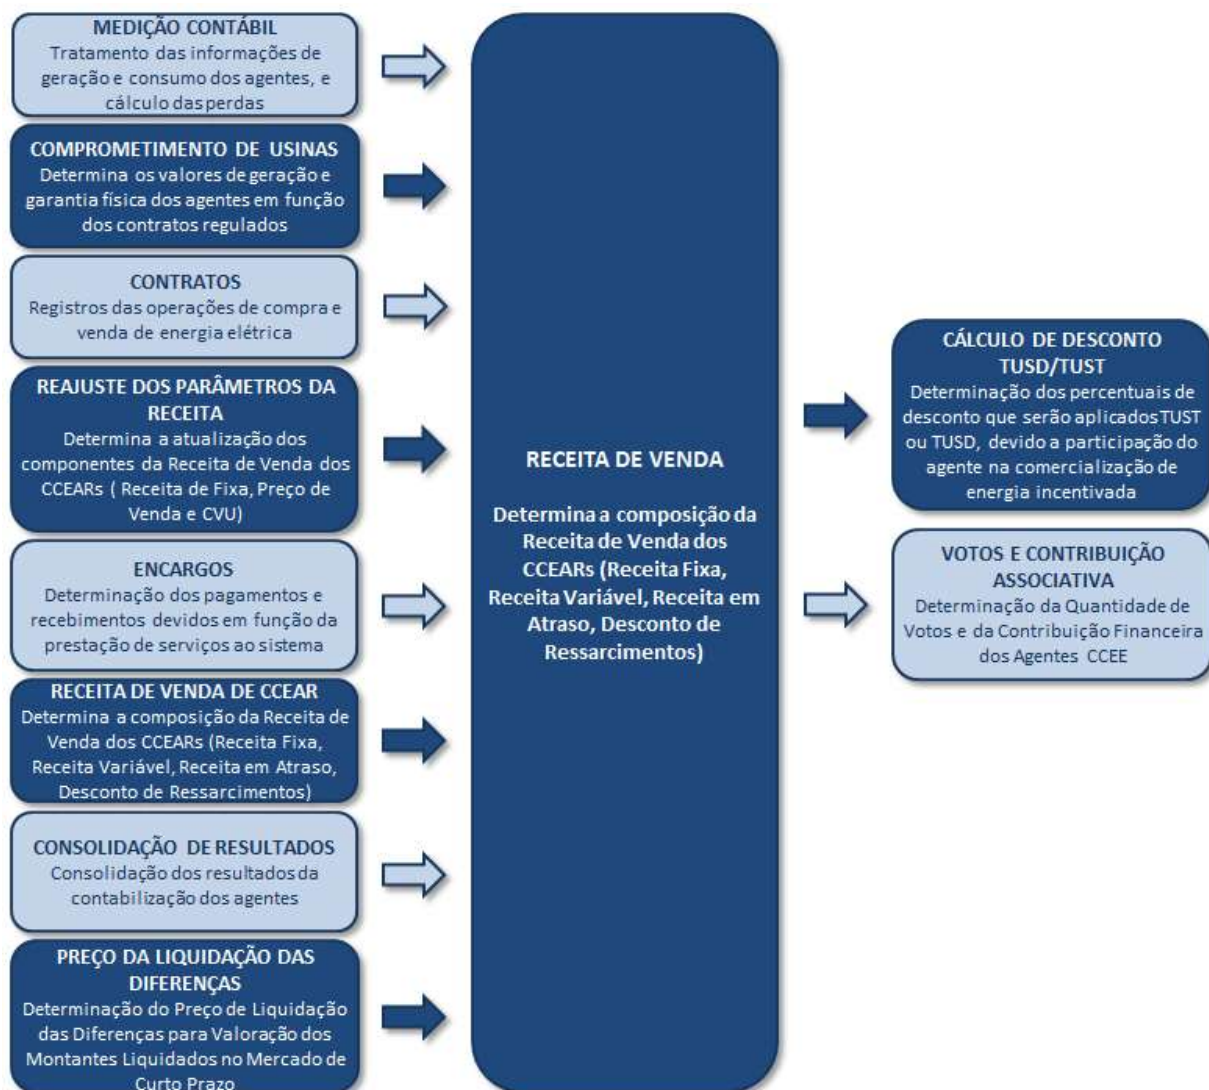 MEDIÇÃO CONTÁBIL
Tratamento das informações de
geração e consumo dos agentes, e
cálculo das perdas
COMPROMETIMENTO DE USINAS
Determina os valores de geração e
garantia física dos agentes em função
dos contratos regulados
CONTRATOS
Registros das operações de compra e
venda de energia elétrica
REAJUSTE DOS PARÂMETROS DA
RECEITA
Determina a atualização dos
componentes da Receita de Venda dos
CCEARs ( Receita de Fixa, Preço de
Venda e CVU)
ENCARGOS
Determinação dos pagamentos e
recebimentos devidos em função da
prestação de serviços ao sistema
RECEITA DE VENDA DE CCEAR
Determina a composição da Receita de
Venda dos CCEARs (Receita Fixa,
Receita Variável, Receita em Atraso,
Desconto de Ressarcimentos)
CONSOLIDAÇÃO DE RESULTADOS
Consolidação dos resultados da
contabilização dos agentes
PREÇO DA LIQUIDAÇÃO DAS
DIFERENÇAS
Determinação do Preço de Liquidação
das Diferenças para Valoração dos
Montantes Liquidados no Mercado de
Curto Prazo
RECEITA DE VENDA
Determina a composição da
Receita de Venda dos
CCEARs (Receita Fixa,
Receita Variável, Receita em
Atraso, Desconto de
Ressarcimentos)
CÁLCULO DE DESCONTO
TUSD/TUST
Determinação dos percentuais de
desconto que serão aplicados TUST
ou TUSD, devido a participação do
agente na comercialização de
energia incentivada
VOTOS E CONTRIBUIÇÃO
ASSOCIATIVA
Determinação da Quantidade de
Votos e da Contribuição Financeira
dos Agentes CCEE